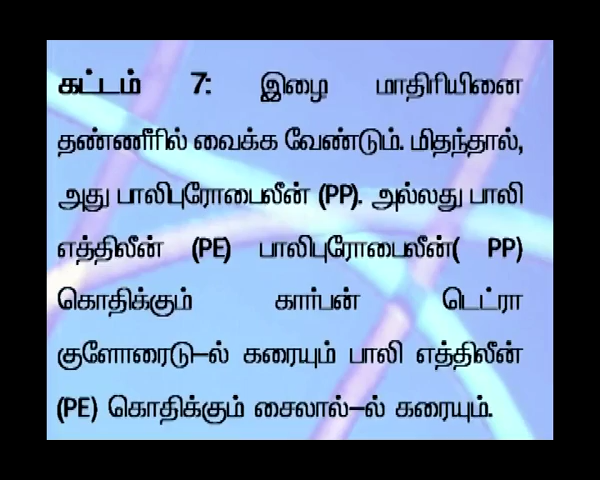 கட்டம் 7: இழை மாதிரியினை
தண்ணீரில் வைக்க வேண்டும். மிதந்தால்,
அது பாலிபுரோபைலீன் (PP). அல்லது பாலி
எத்திலீன் (PE) பாலிபுரோபைலீன்( PP)
கொதிக்கும் கார்பன் டெட்ரா
குளோரைடு–ல் கரையும் பாலி எத்திலீன்
(PE) கொதிக்கும் சைலால்–ல் கரையும்.